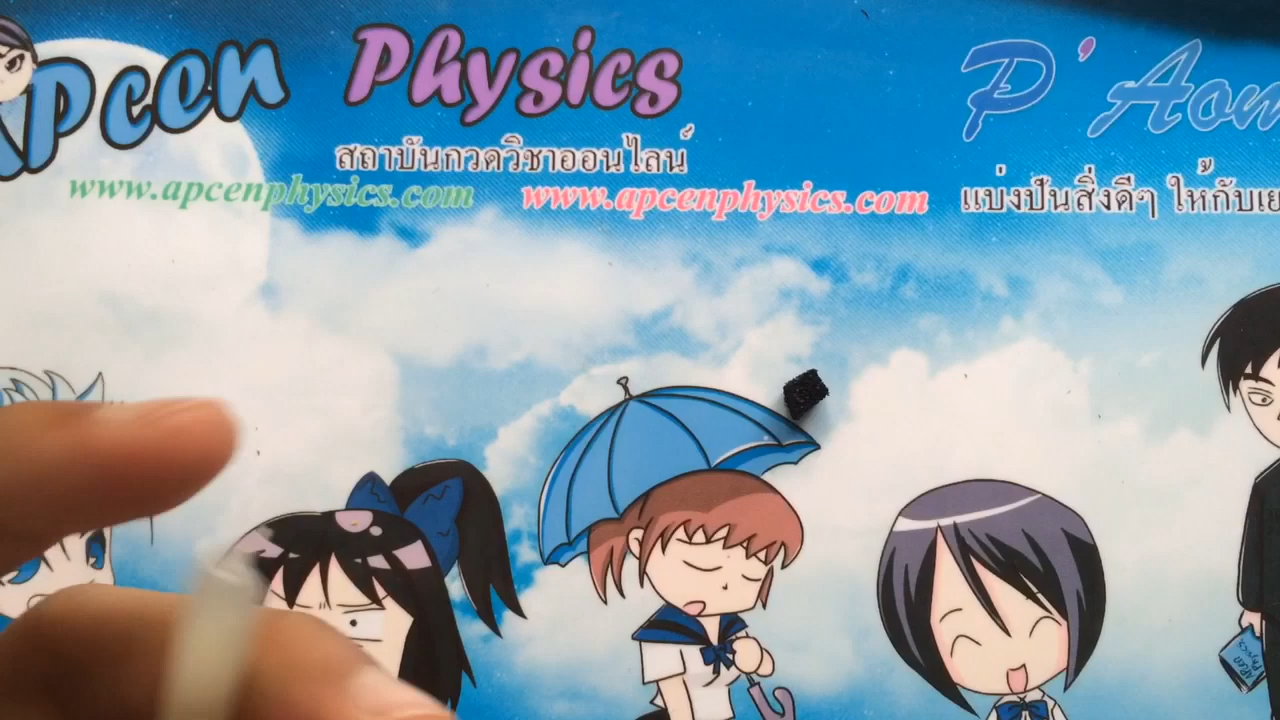 Apcen Physics
P' Aom
สถาบันกวดวิชาออนไลน์
www.apcenphysics.com www.apcenphysics.com
แบ่งปันสิ่งดีๆ ให้กับเย
APCEN
Physics